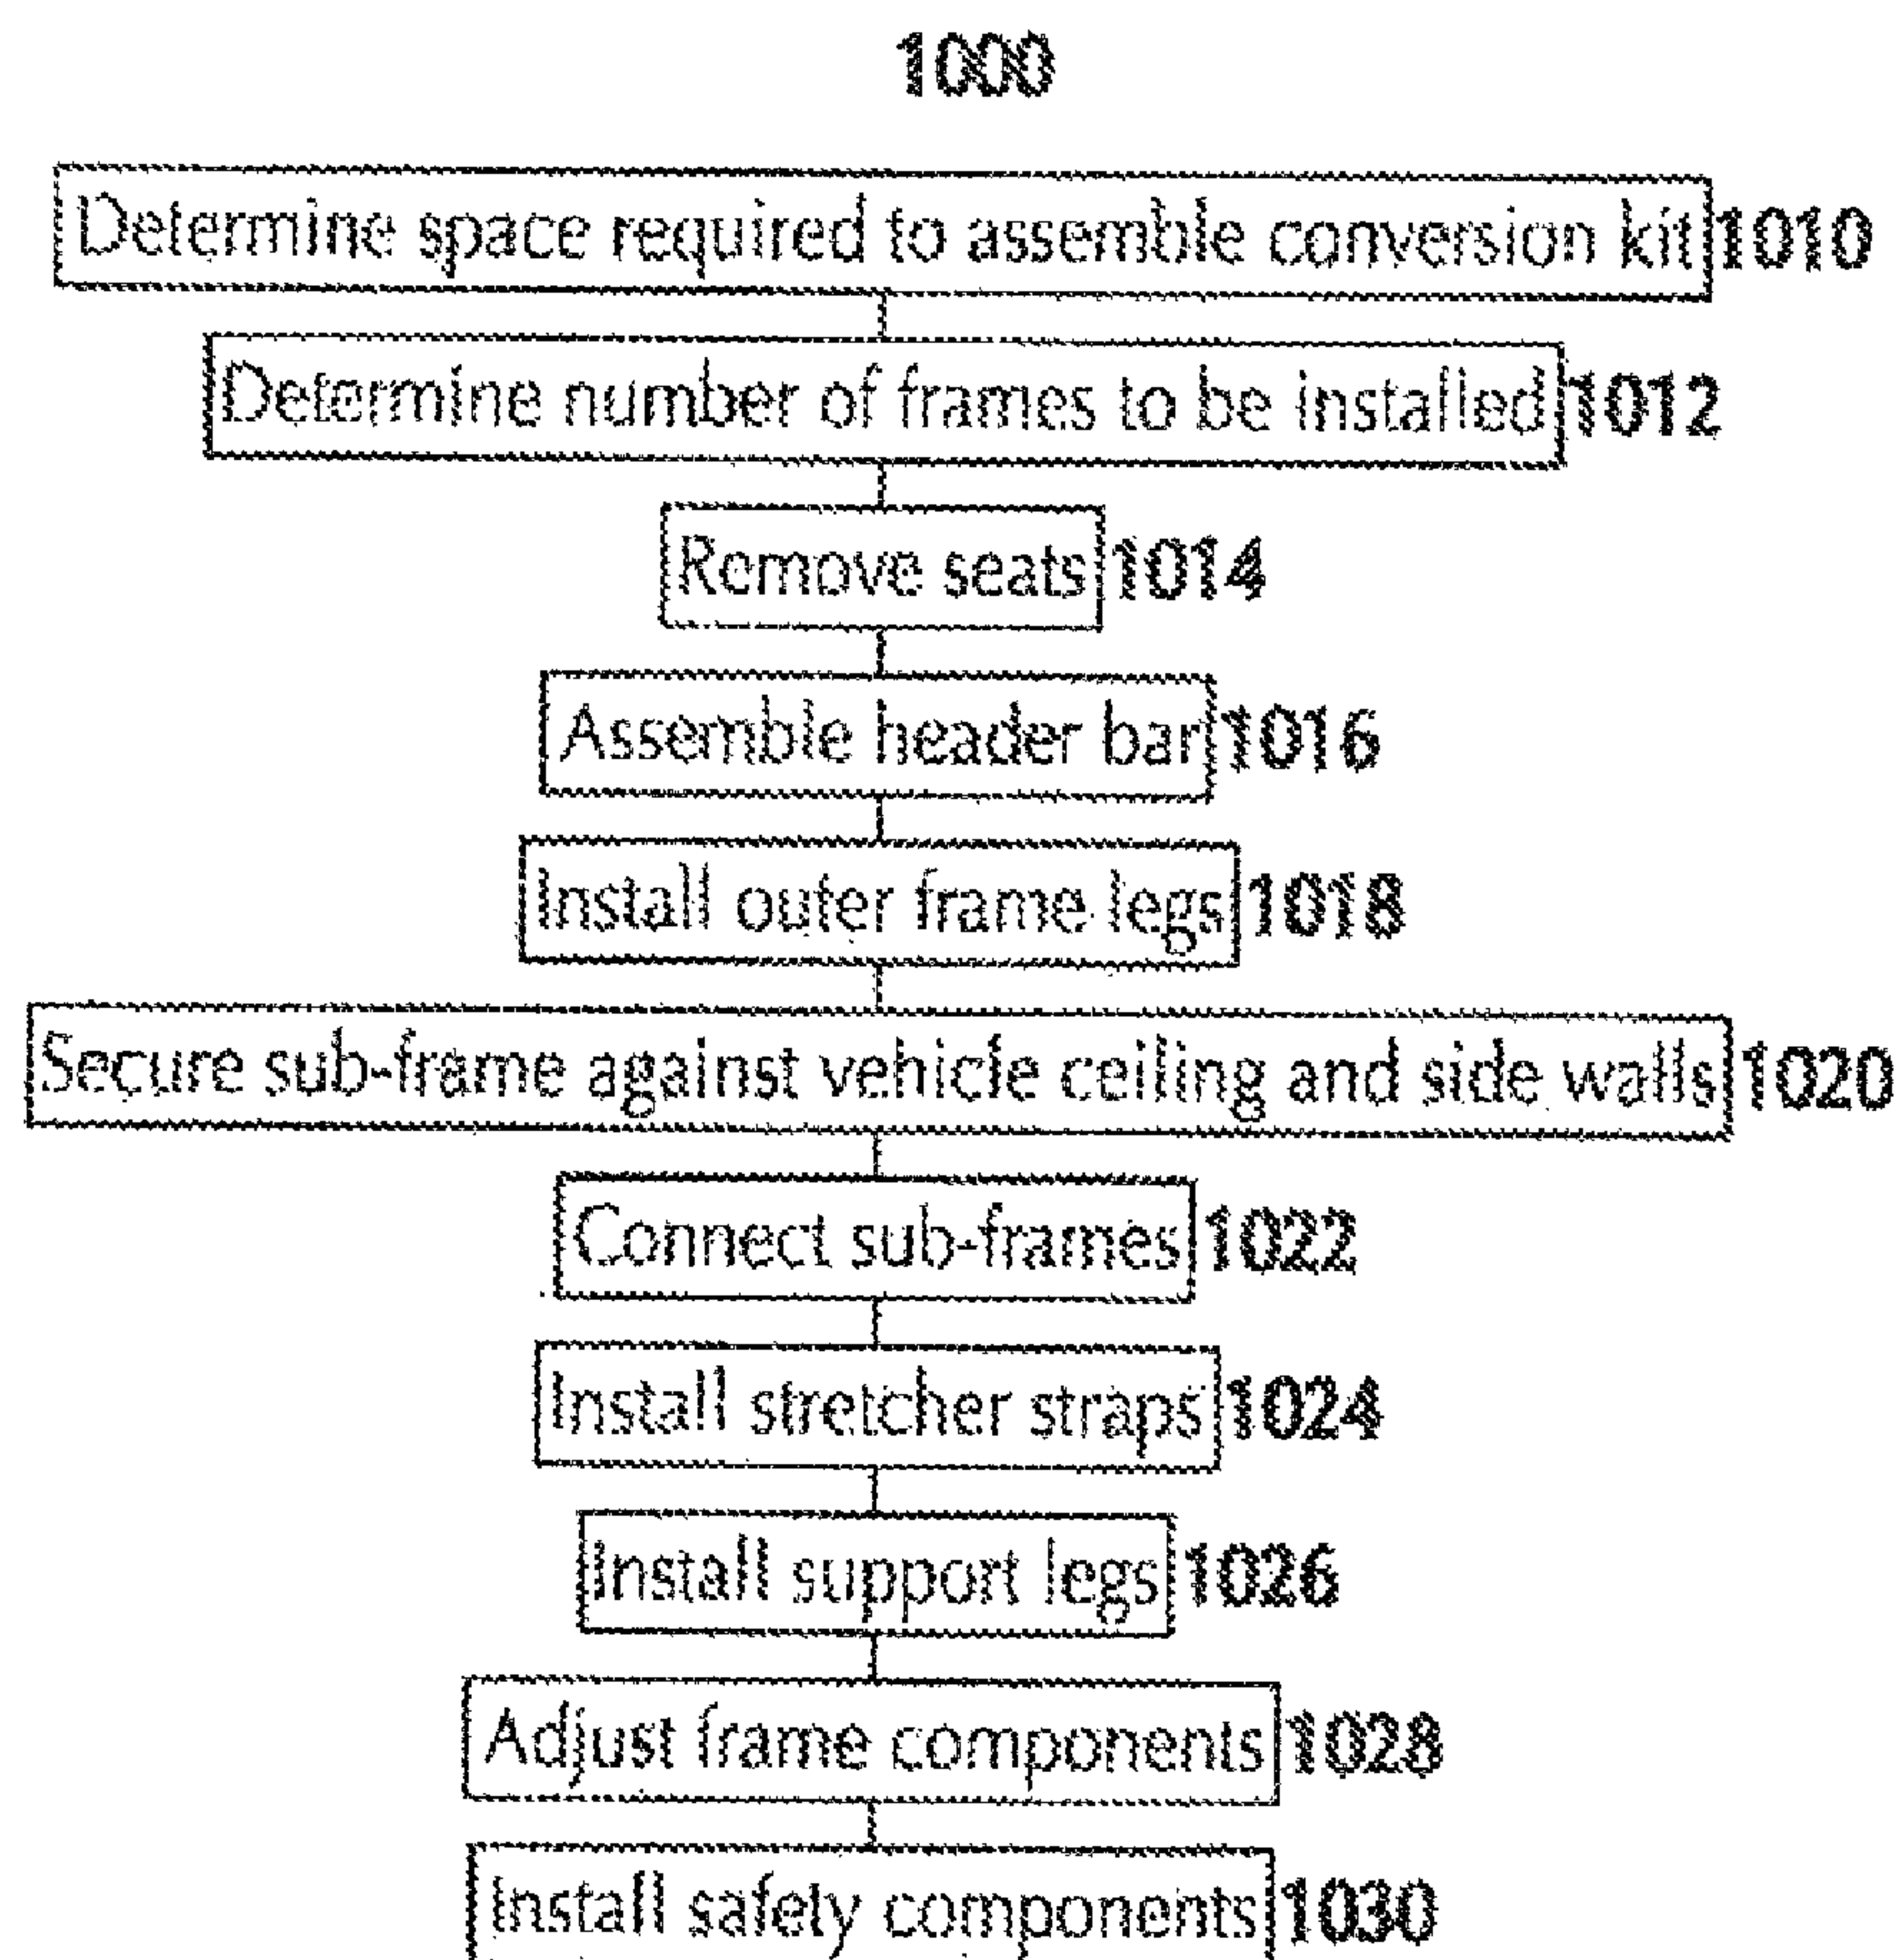 1000
Determine space required to assemble conversion kit 1010
Determine number of frames to be installed 1012
Remove seats 1014
Assemble header bar 1016
Install outer frame legs 1018
Secure sub-frame against vehicle ceiling and side walls 1020
Connect sub-frames 1022
Install stretcher straps 1024
Install support legs 1026
Adjust frame components 1028
Install safety components 1030